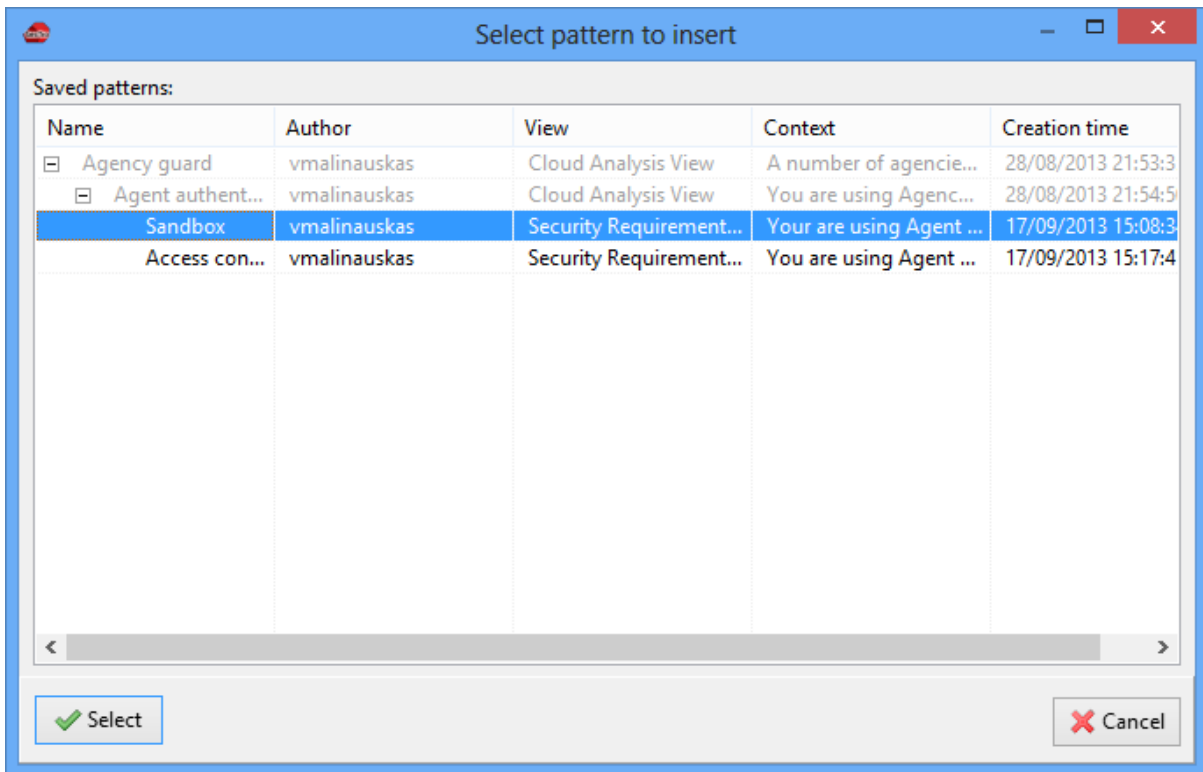 Select pattern to insert
Saved patterns:
Name Author View Context Creation time
Agency guard vmalinauskas Cloud Analysis View A number of agencie... 28/08/2013 21:53:3
Agent authent... vmalinauskas Cloud Analysis View You are using Agenc... 28/08/2013 21:54:5
Sandbox vmalinauskas Security Requirement... Your are using Agent ... 17/09/2013 15:08:3
Access con... vmalinauskas Security Requirement... You are using Agent ... 17/09/2013 15:17:4
Select Cancel